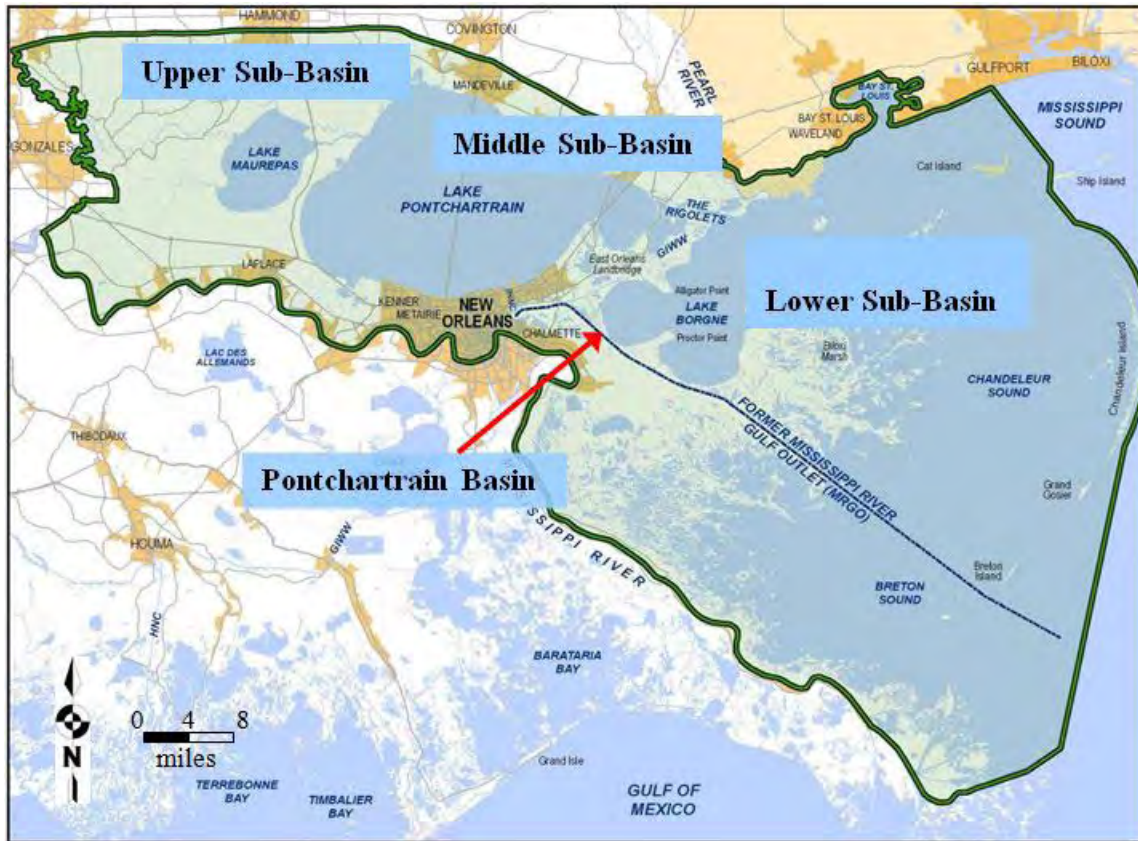 HAMMOND
COVINGTON
Upper Sub-Basin
MANDEVILLE
PEARL
RIVER
GULFPORT
BILOXI
BAY ST.
LOUIS
BAY ST. LOUIS
WAVELAND
MISSISSIPPI
SOUND
GONZALES
LAKE
MAUREPAS
Middle Sub-Basin
Cat Island
Ship Island
LAKE
PONTCHARTRAIN
THE
RIGOLETS
GIWW
East Orleans
Landbridge
LAPLACE
KENNER
METAIRIE
NEW
ORLEANS
IHNC
CHALMETTE
Alligator Point
LAKE
BORGNE
Proctor Point
Lower Sub-Basin
Biloxi
Marsh
LAC DES
ALLEMANDS
CHANDELEUR
SOUND
Chandeleur Island
THIBODAUX
FORMER MISSISSIPPI RIVER
GULF OUTLET (MRGO)
Pontchartrain Basin
Grand
Gosier
HOUMA
GIWW
SSIPPI RIVER
Breton
Island
BRETON
SOUND
HNC
BARATARIA
BAY
0 4 8
miles
N
Grand Isle
TERREBONNE
BAY
TIMBALIER
BAY
GULF OF
MEXICO